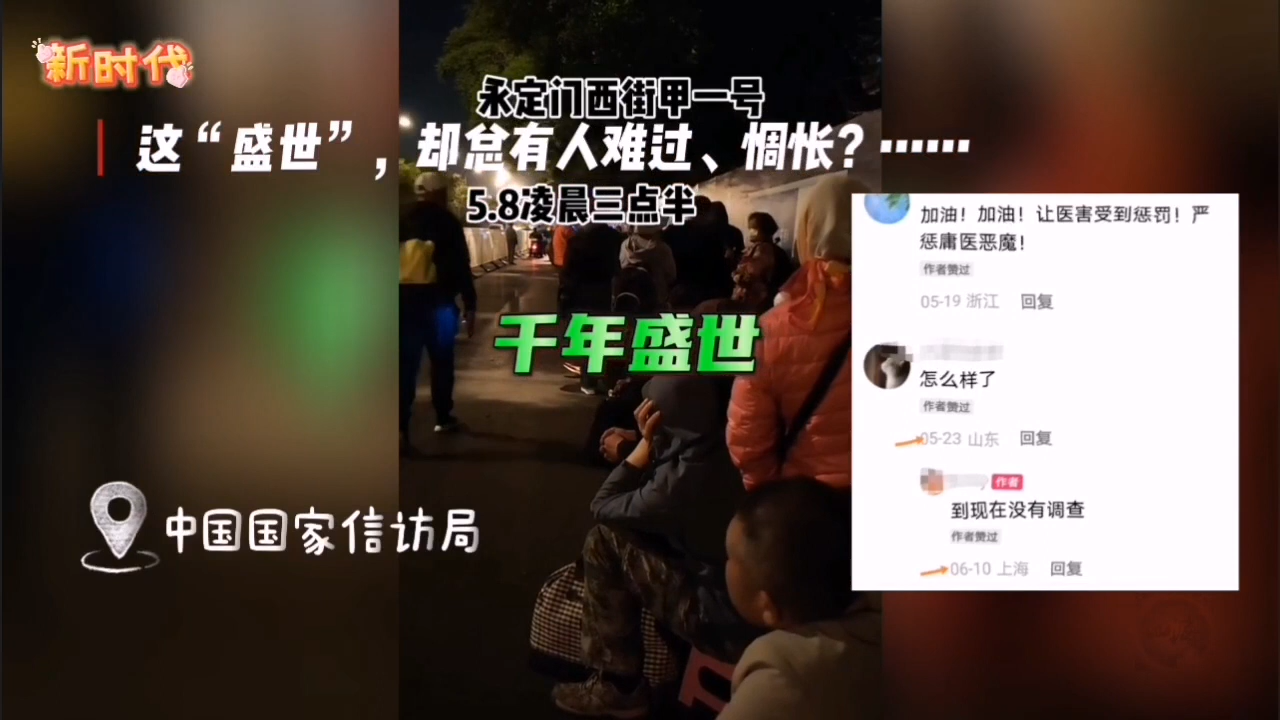 新时代
永定门西街甲一号
这“盛世”，却总有人难过、惆怅？……
5.8凌晨三点半
千年盛世
中国国家信访局
加油！加油！让医害受到惩罚！严
惩庸医恶魔！
作者赞过
05-19 浙江 回复
怎么样了
作者赞过
05-23 山东 回复
作者
到现在没有调查
作者赞过
06-10 上海 回复